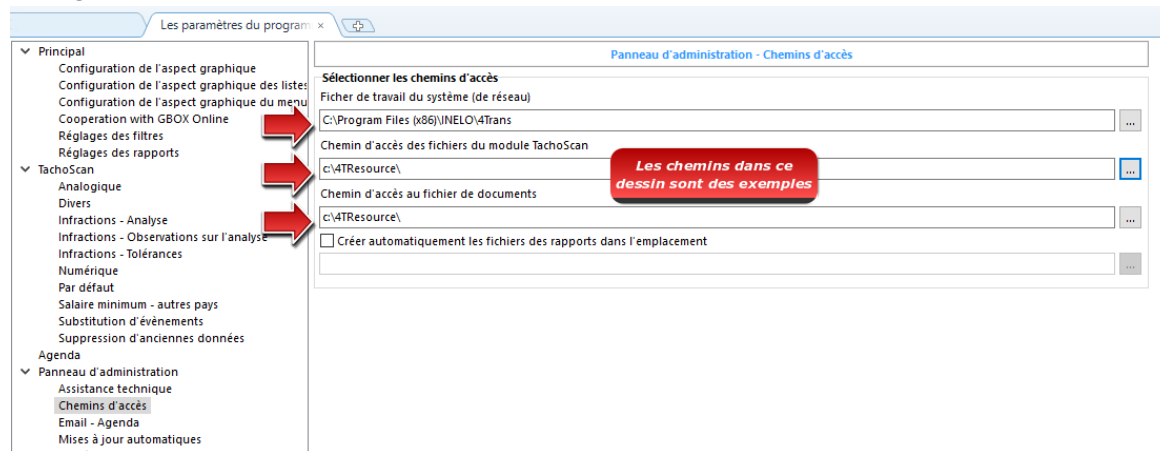 Les paramètres du program
Principal
Configuration de l'aspect graphique
Configuration de l'aspect graphique des listes
Configuration de l'aspect graphique du menu
Cooperation with GBOX Online
Réglages des filtres
Réglages des rapports
TachoScan
Analogique
Divers
Infractions - Analyse
Infractions - Observations sur l'analyse
Infractions - Tolérances
Numérique
Par défaut
Salaire minimum - autres pays
Substitution d'évènements
Suppression d'anciennes données
Agenda
Panneau d'administration
Assistance technique
Chemins d'accès
Email - Agenda
Mises à jour automatiques
Panneau d'administration - Chemins d'accès
Sélectionner les chemins d'accès
Ficher de travail du système (de réseau)
C:\Program Files (x86)\INELO\4Trans
...
Chemin d'accès des fichiers du module TachoScan
c:\4TResource\
...
Les chemins dans ce
dessin sont des exemples
Chemin d'accès au fichier de documents
c:\4TResource\
...
Créer automatiquement les fichiers des rapports dans l'emplacement
...